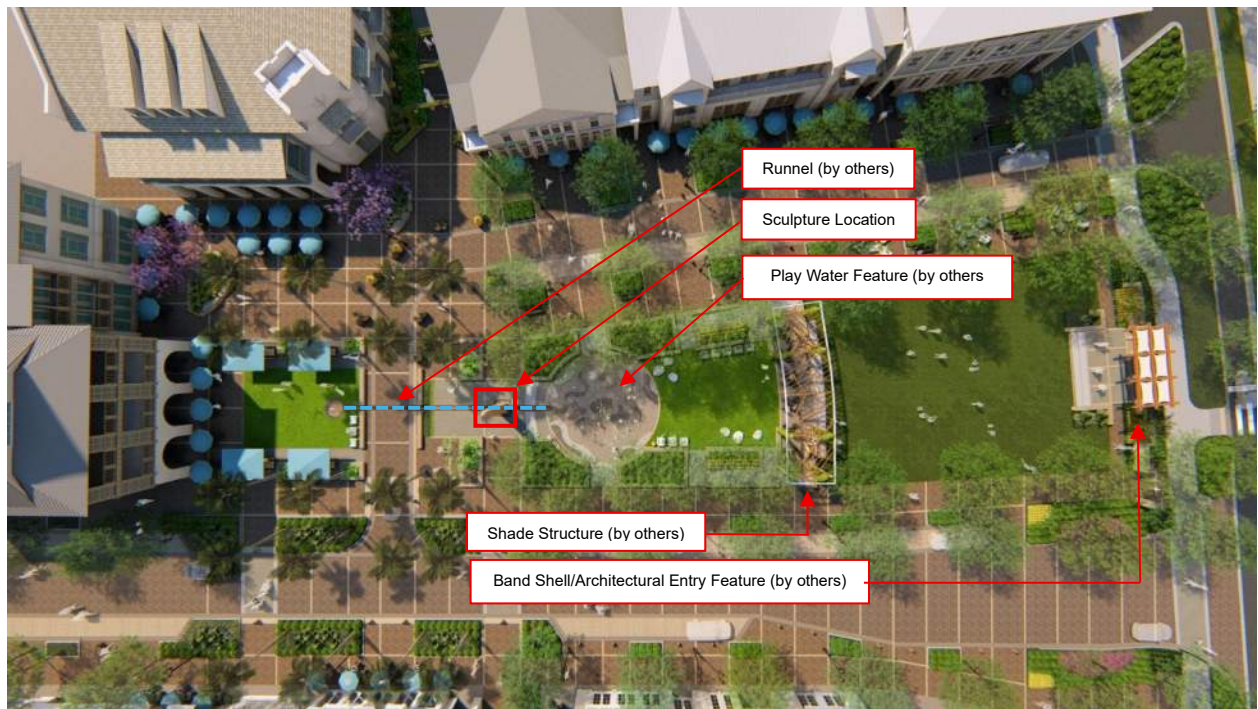 Runnel (by others)
Sculpture Location
Play Water Feature (by others
Shade Structure (by others)
Band Shell/Architectural Entry Feature (by others)